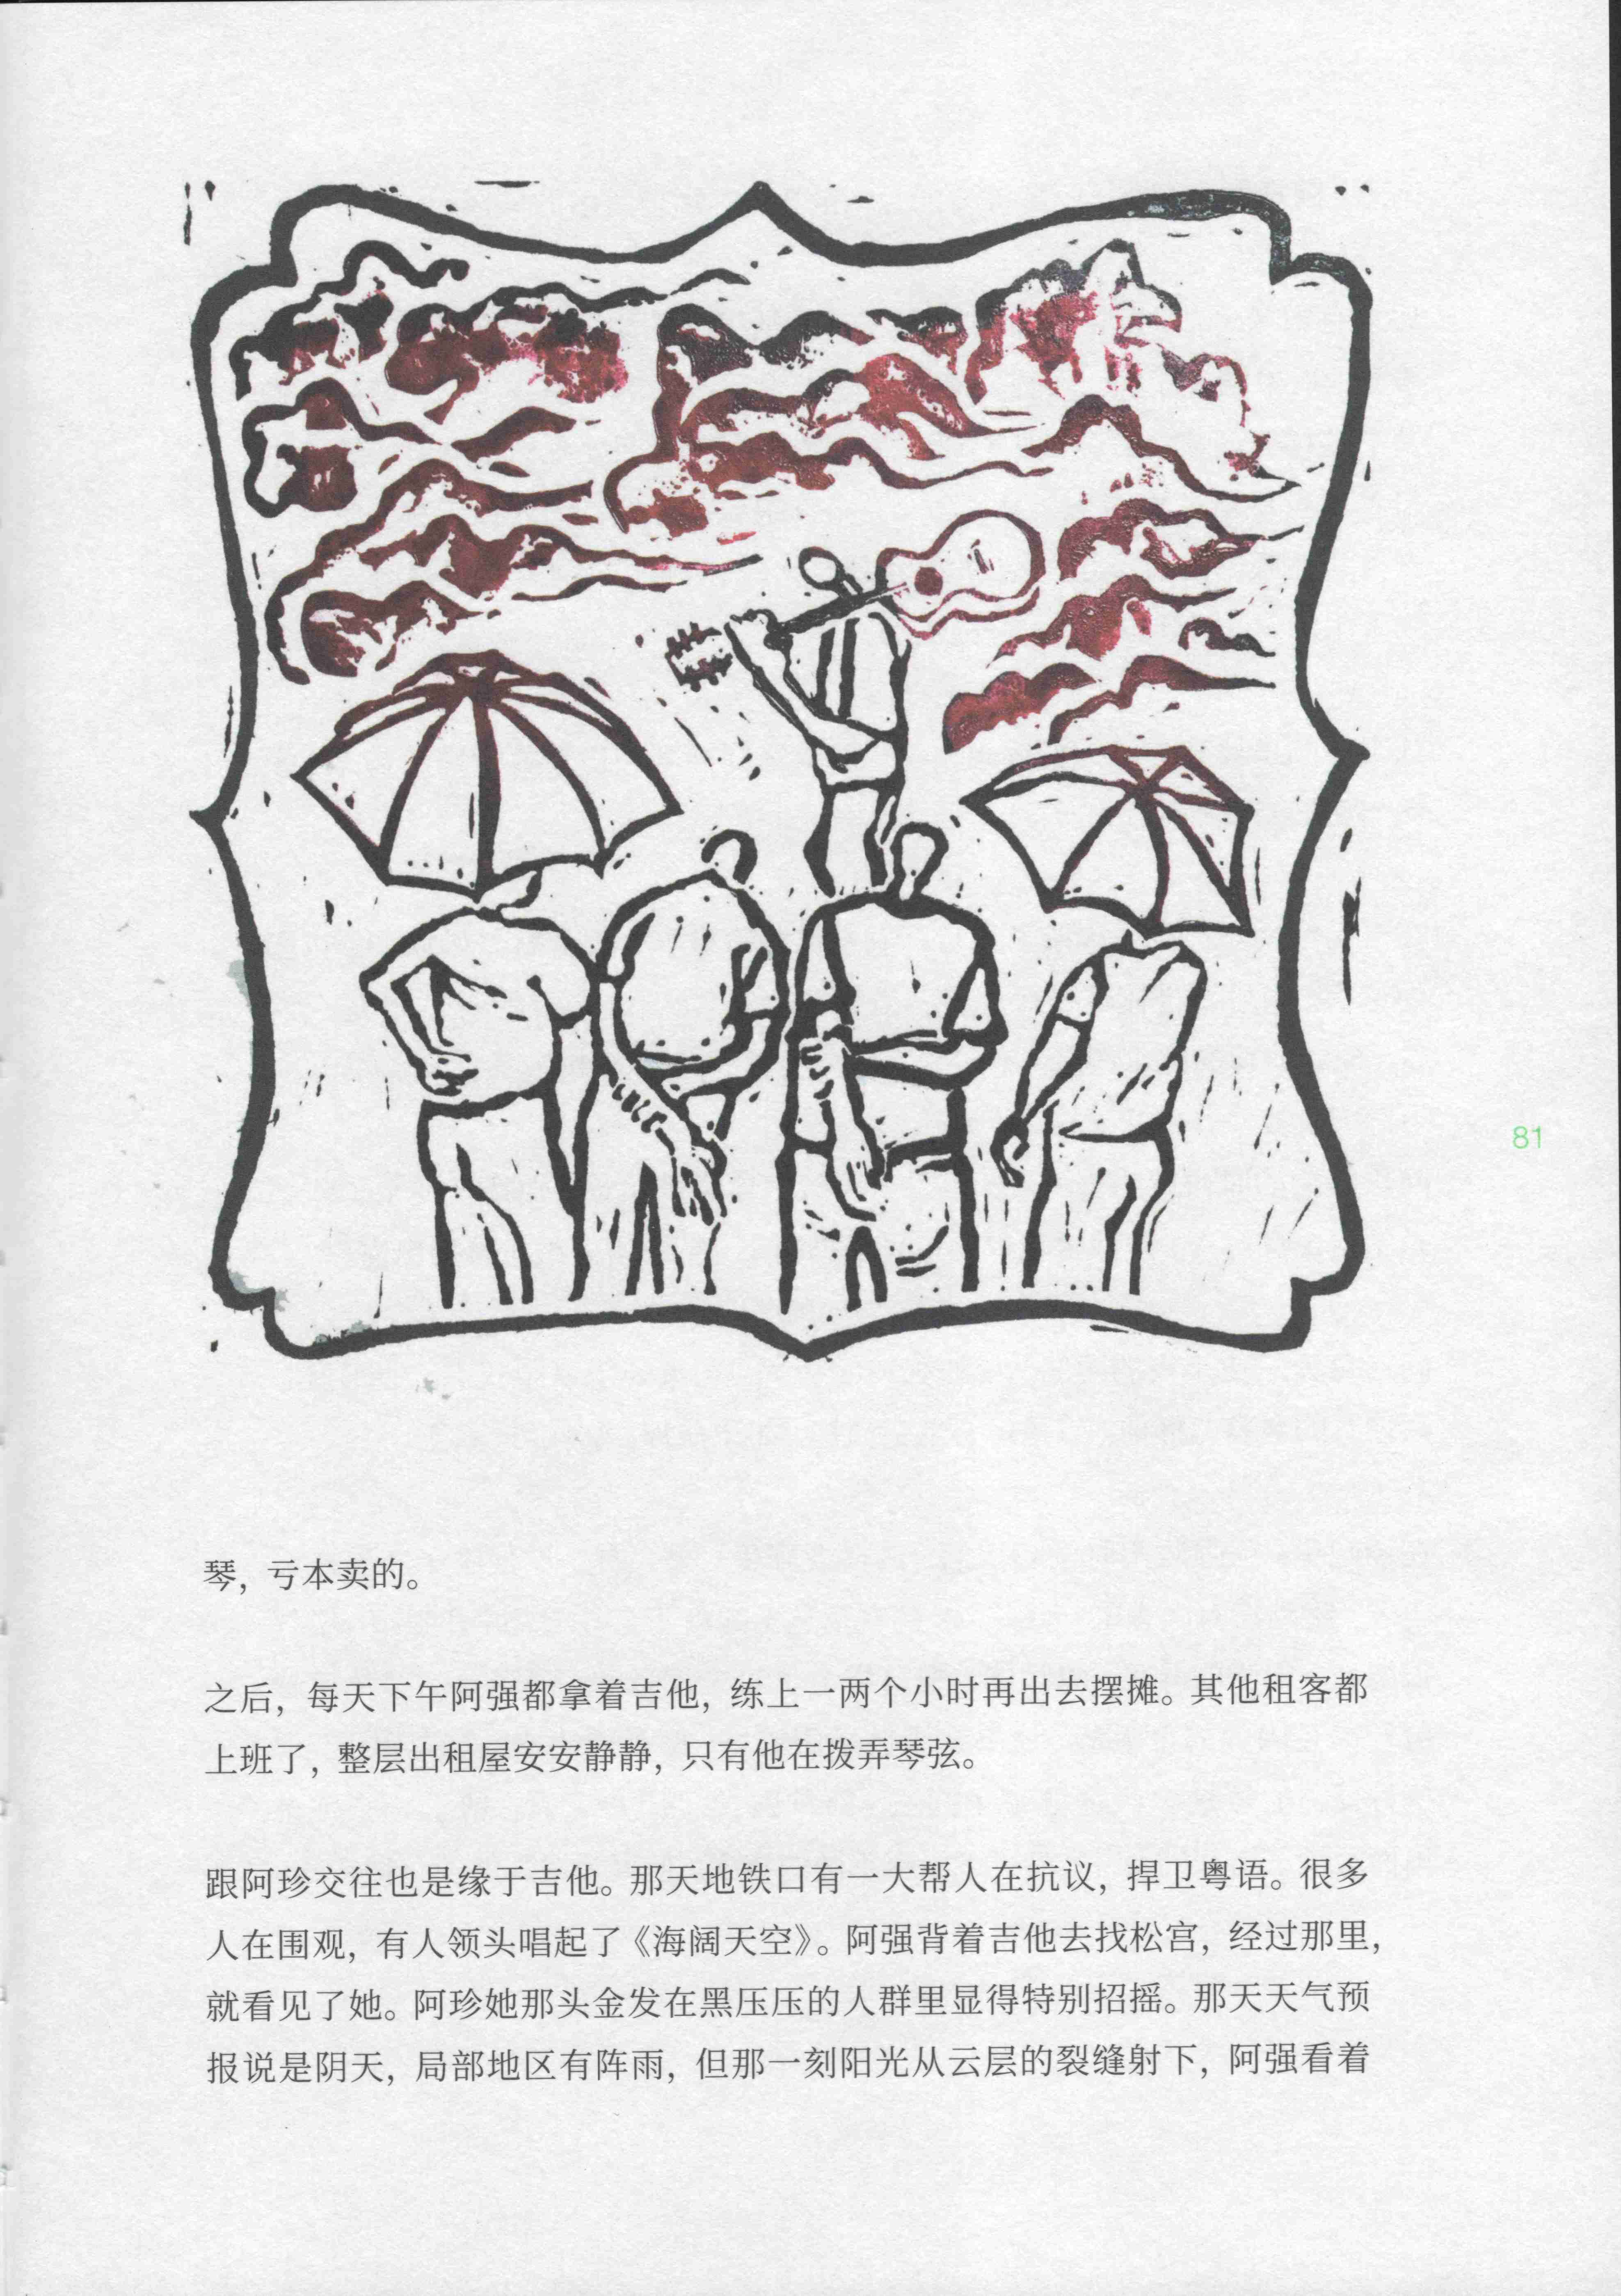 81
琴，亏本卖的。
之后，每天下午阿强都拿着吉他，练上一两个小时再出去摆摊。其他租客都
上班了，整层出租屋安安静静，只有他在拨弄琴弦。
跟阿珍交往也是缘于吉他。那天地铁口有一大帮人在抗议，捍卫粤语。很多
人在围观，有人领头唱起了《海阔天空》。阿强背着吉他去找松宫，经过那里，
就看见了她。阿珍她那头金发在黑压压的人群里显得特别招摇。那天天气预
报说是阴天，局部地区有阵雨，但那一刻阳光从云层的裂缝射下，阿强看着